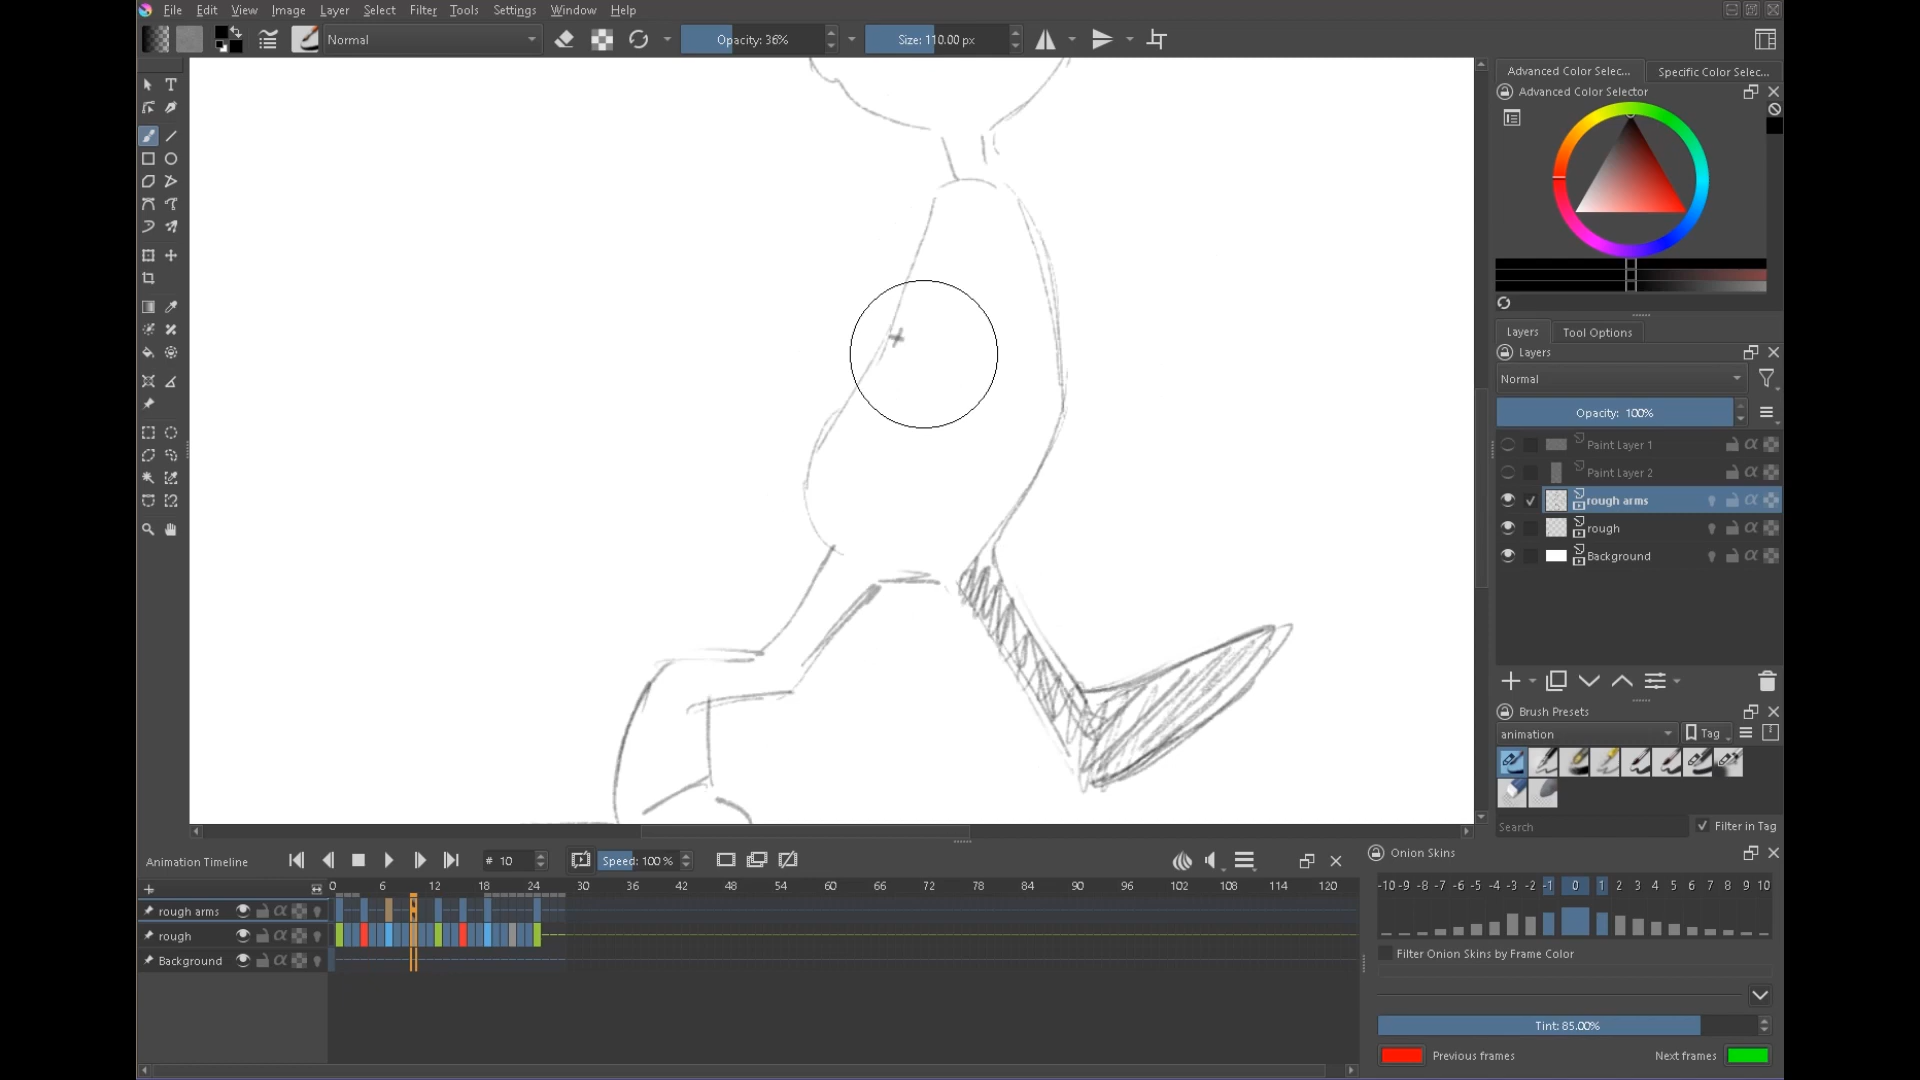 File Edit View Image Layer Select Filter Tools Settings Window Help
Normal Opacity: 36% Size: 110.00 px
Advanced Color Selec... Specific Color Selec...
Advanced Color Selector
Layers Tool Options
Layers
Normal
Opacity: 100%
Paint Layer 1
Paint Layer 2
rough arms
rough
Background
Brush Presets
animation Tag
Search Filter in Tag
Animation Timeline # 10 Speed: 100 %
0 6 12 18 24 30 36 42 48 54 60 66 72 78 84 90 96 102 108 114 120
rough arms
rough
Background
Onion Skins
-10 -9 -8 -7 -6 -5 -4 -3 -2 -1 0 1 2 3 4 5 6 7 8 9 10
Filter Onion Skins by Frame Color
Tint: 85.00%
Previous frames Next frames